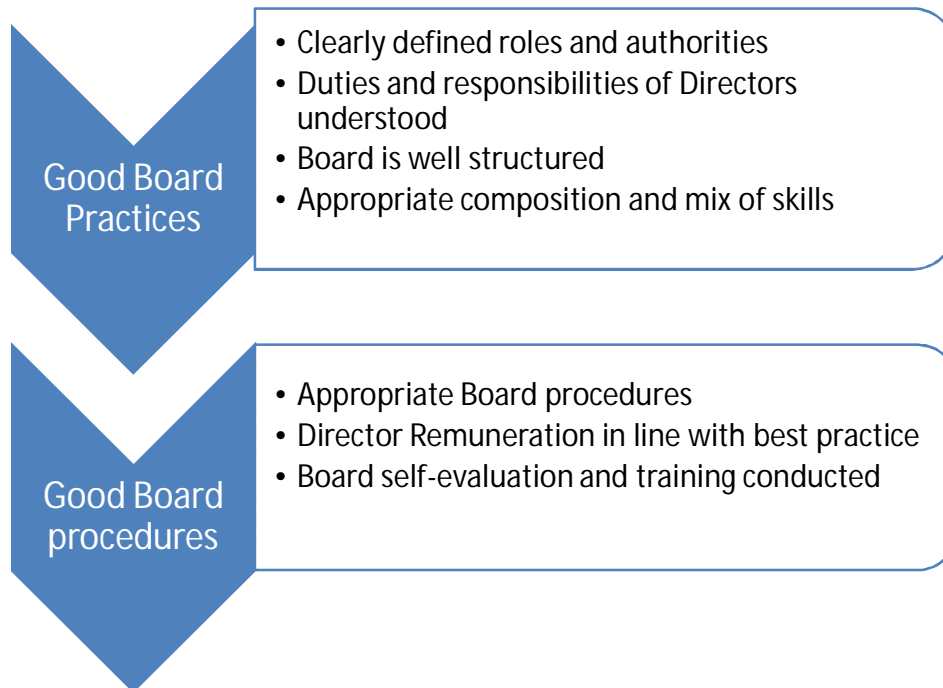 Good Board
Practices
• Clearly defined roles and authorities
• Duties and responsibilities of Directors
understood
• Board is well structured
• Appropriate composition and mix of skills
Good Board
procedures
• Appropriate Board procedures
• Director Remuneration in line with best practice
• Board self-evaluation and training conducted